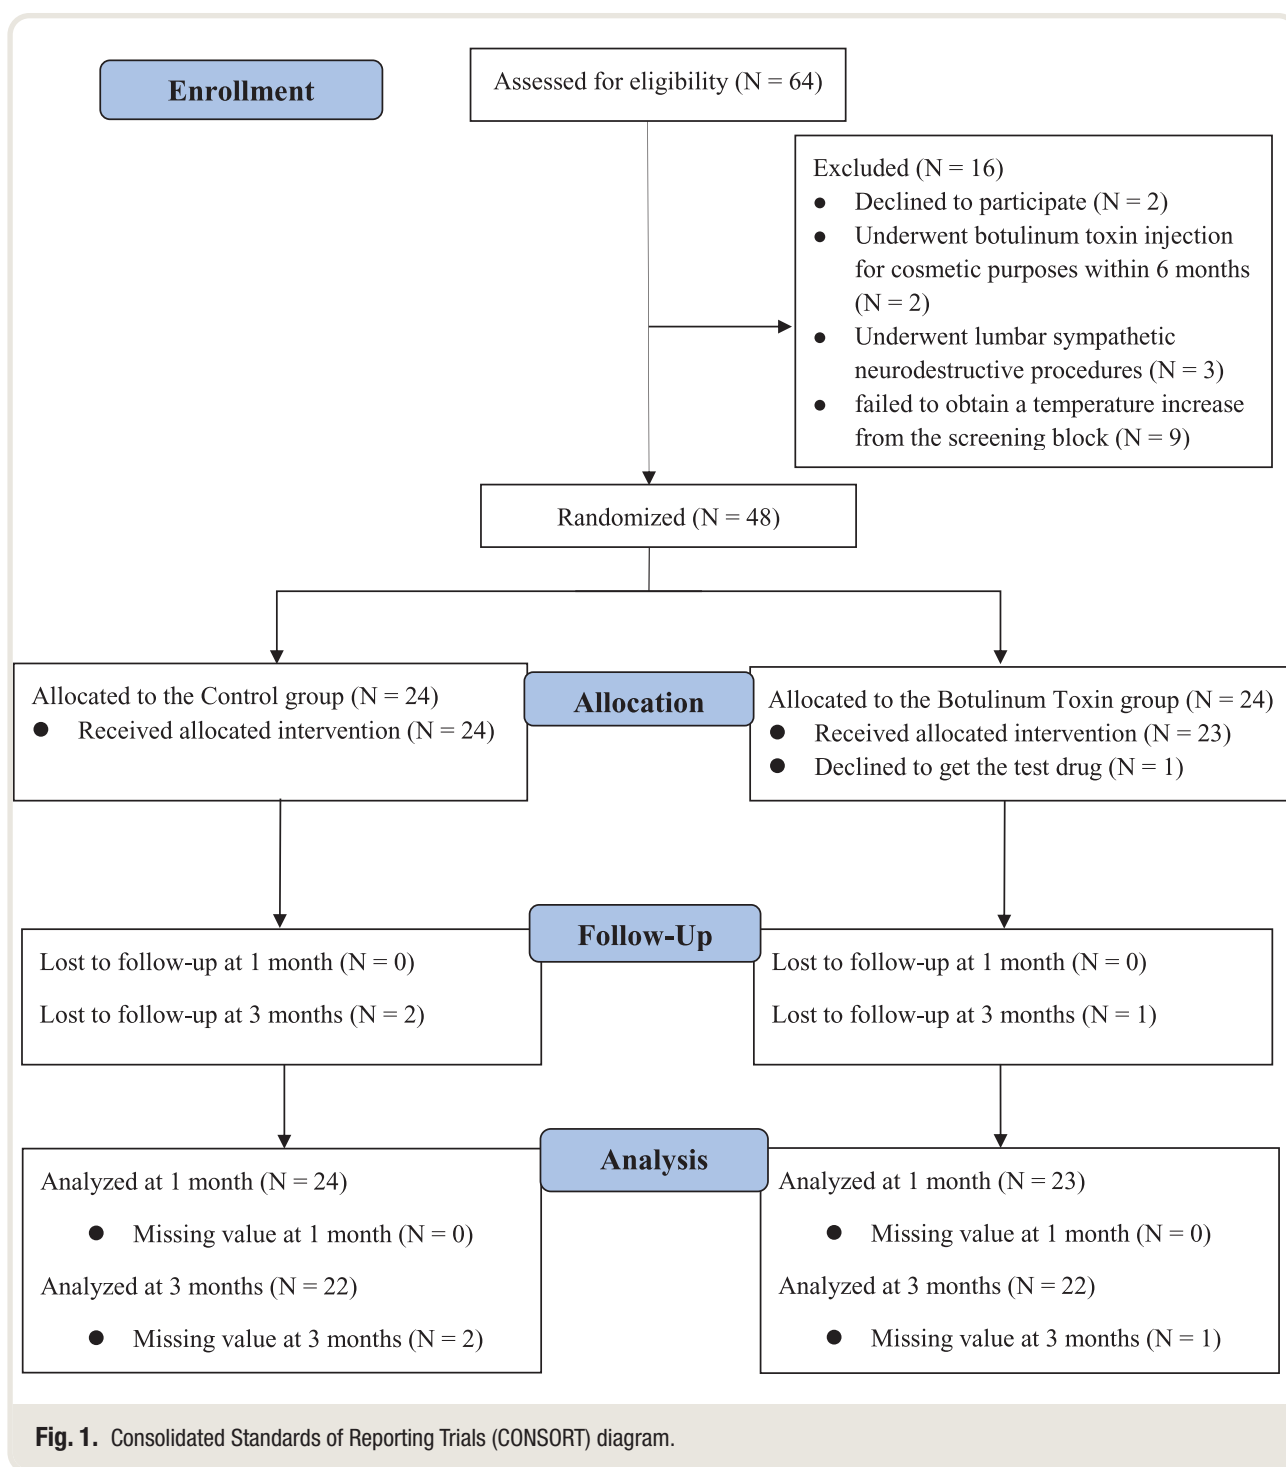 Enrollment
Assessed for eligibility (N = 64)
Excluded (N = 16)
● Declined to participate (N = 2)
● Underwent botulinum toxin injection
for cosmetic purposes within 6 months
(N = 2)
● Underwent lumbar sympathetic
neurodestructive procedures (N = 3)
● failed to obtain a temperature increase
from the screening block (N = 9)
Randomized (N = 48)
Allocation
Allocated to the Control group (N = 24)
● Received allocated intervention (N = 24)
Allocated to the Botulinum Toxin group (N = 24)
● Received allocated intervention (N = 23)
● Declined to get the test drug (N = 1)
Follow-Up
Lost to follow-up at 1 month (N = 0)
Lost to follow-up at 3 months (N = 2)
Lost to follow-up at 1 month (N = 0)
Lost to follow-up at 3 months (N = 1)
Analysis
Analyzed at 1 month (N = 24)
● Missing value at 1 month (N = 0)
Analyzed at 3 months (N = 22)
● Missing value at 3 months (N = 2)
Analyzed at 1 month (N = 23)
● Missing value at 1 month (N = 0)
Analyzed at 3 months (N = 22)
● Missing value at 3 months (N = 1)
Fig. 1. Consolidated Standards of Reporting Trials (CONSORT) diagram.